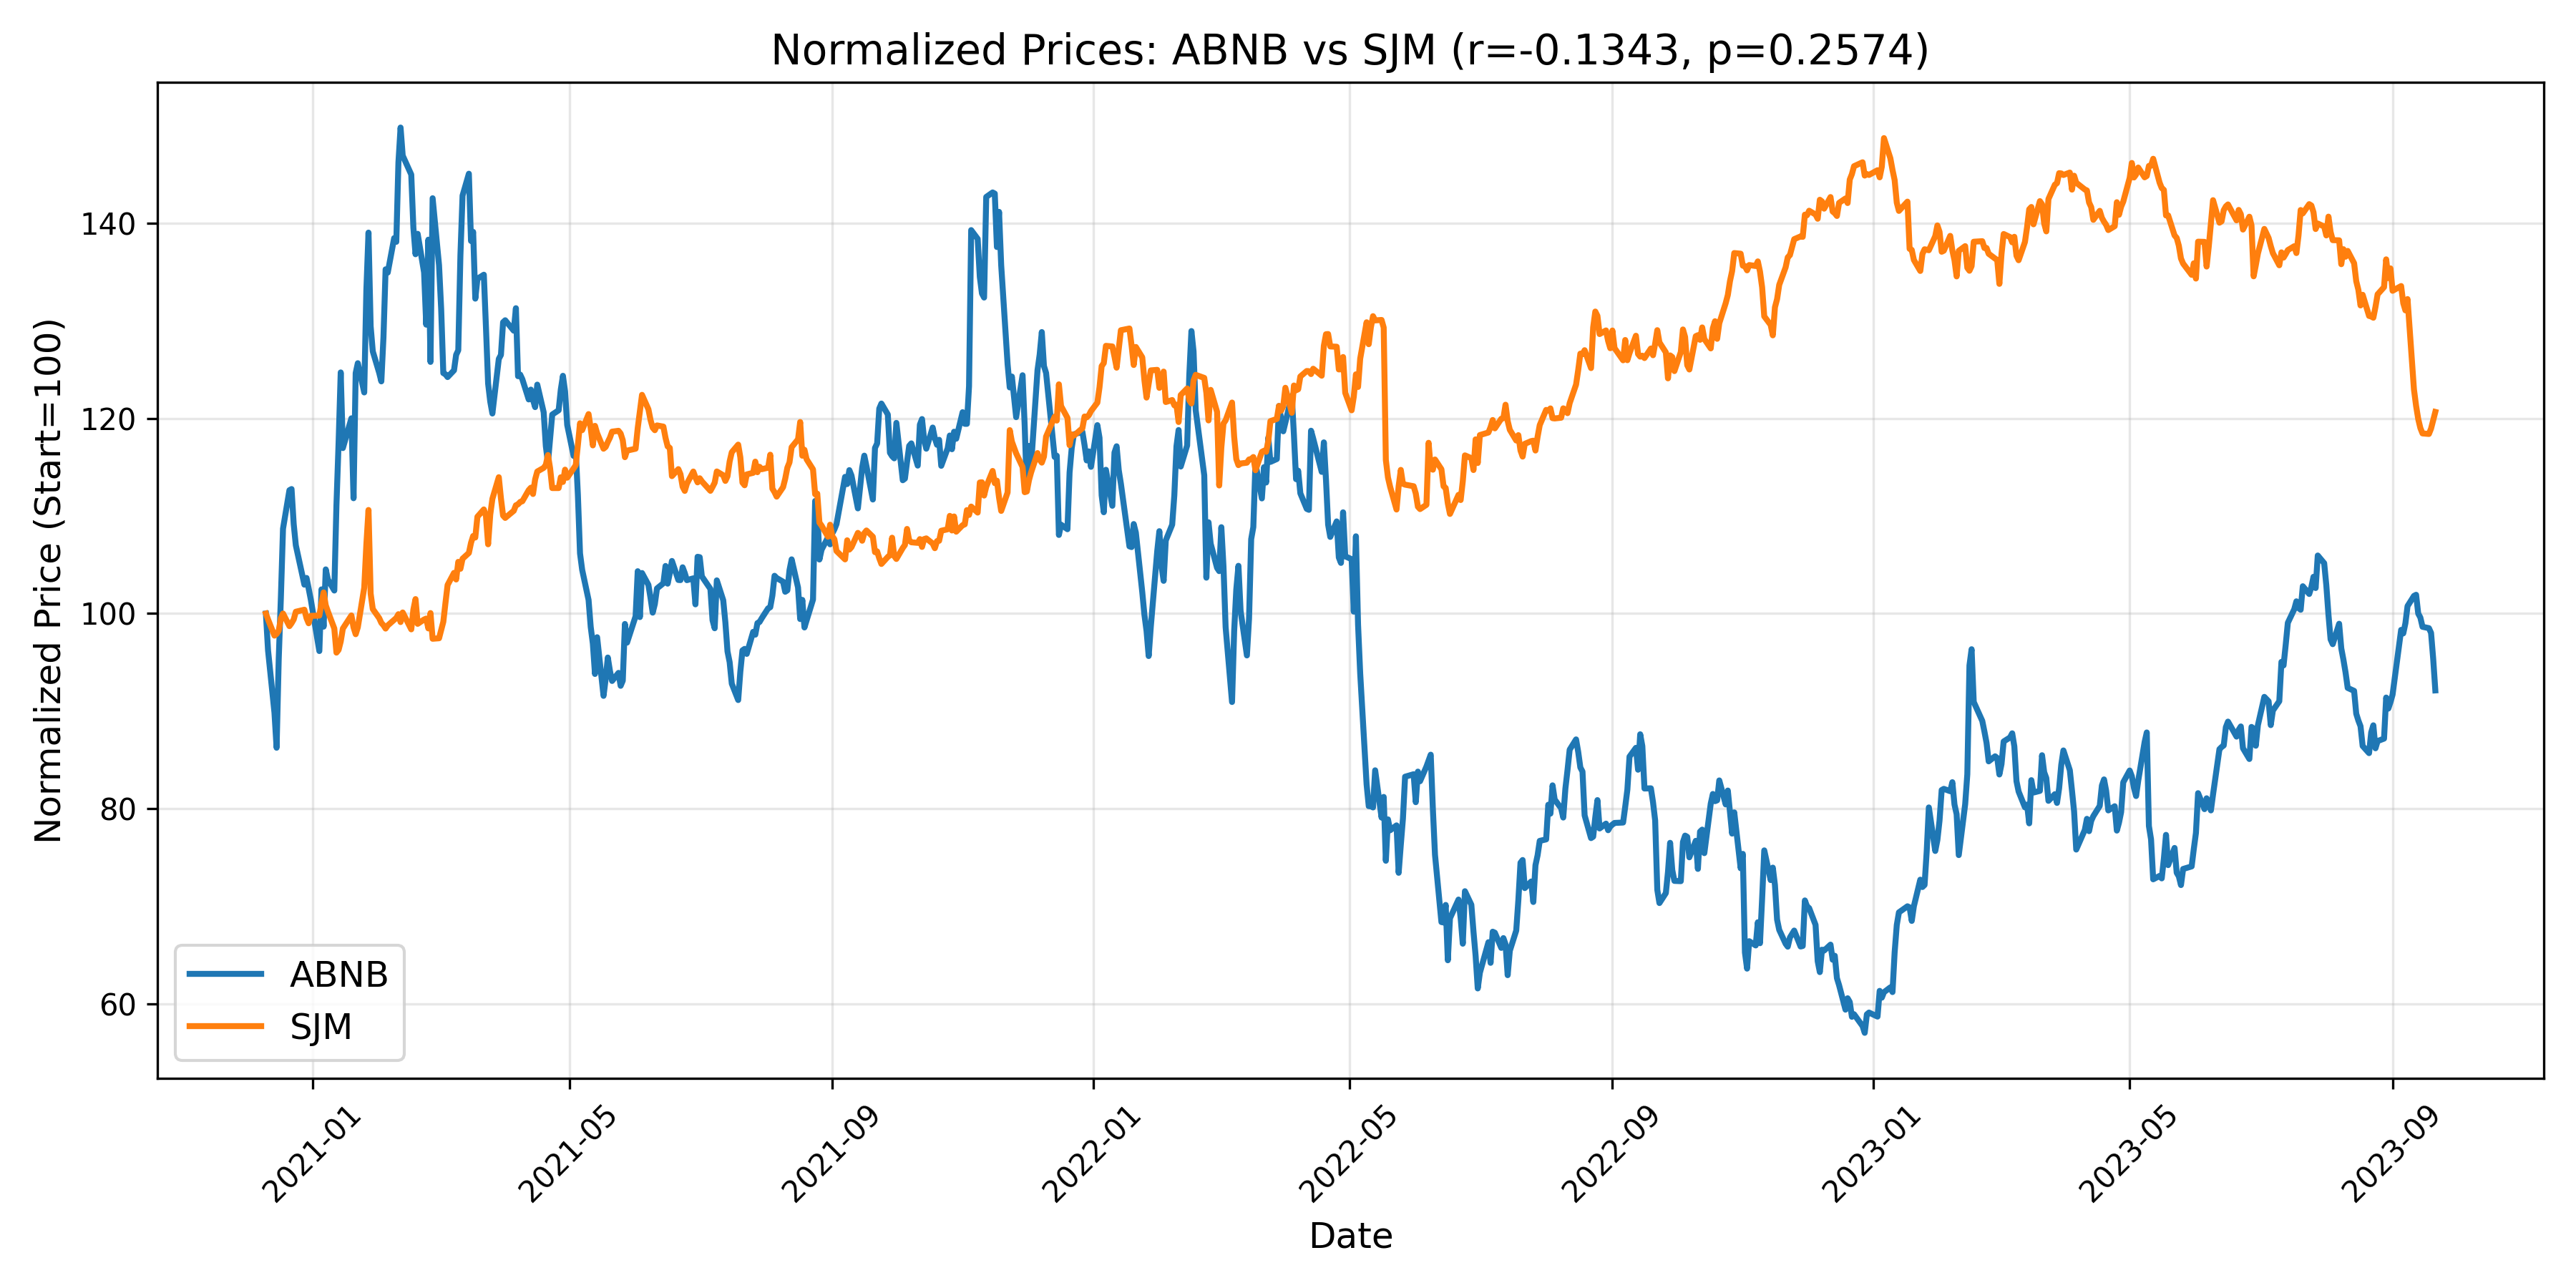 Normalized Prices: ABNB vs SJM (r=-0.1343, p=0.2574)
Normalized Price (Start=100)
140
120
100
80
60
ABNB
SJM
2021-01
2021-05
2021-09
2022-01
2022-05
2022-09
2023-01
2023-05
2023-09
Date